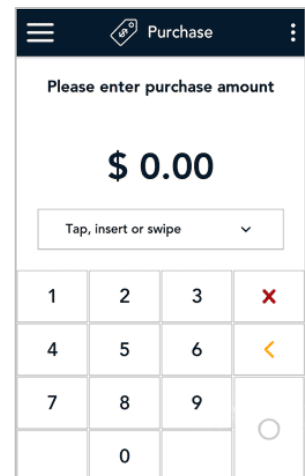 Purchase
Please enter purchase amount
$ 0.00
Tap, insert or swipe
1 2 3
4 5 6
7 8 9
0